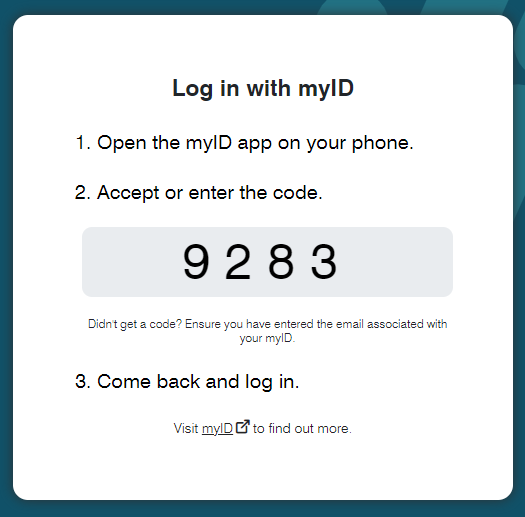 Log in with myID
1. Open the myID app on your phone.
2. Accept or enter the code.
9 2 8 3
Didn't get a code? Ensure you have entered the email associated with
your myID.
3. Come back and log in.
Visit myID to find out more.